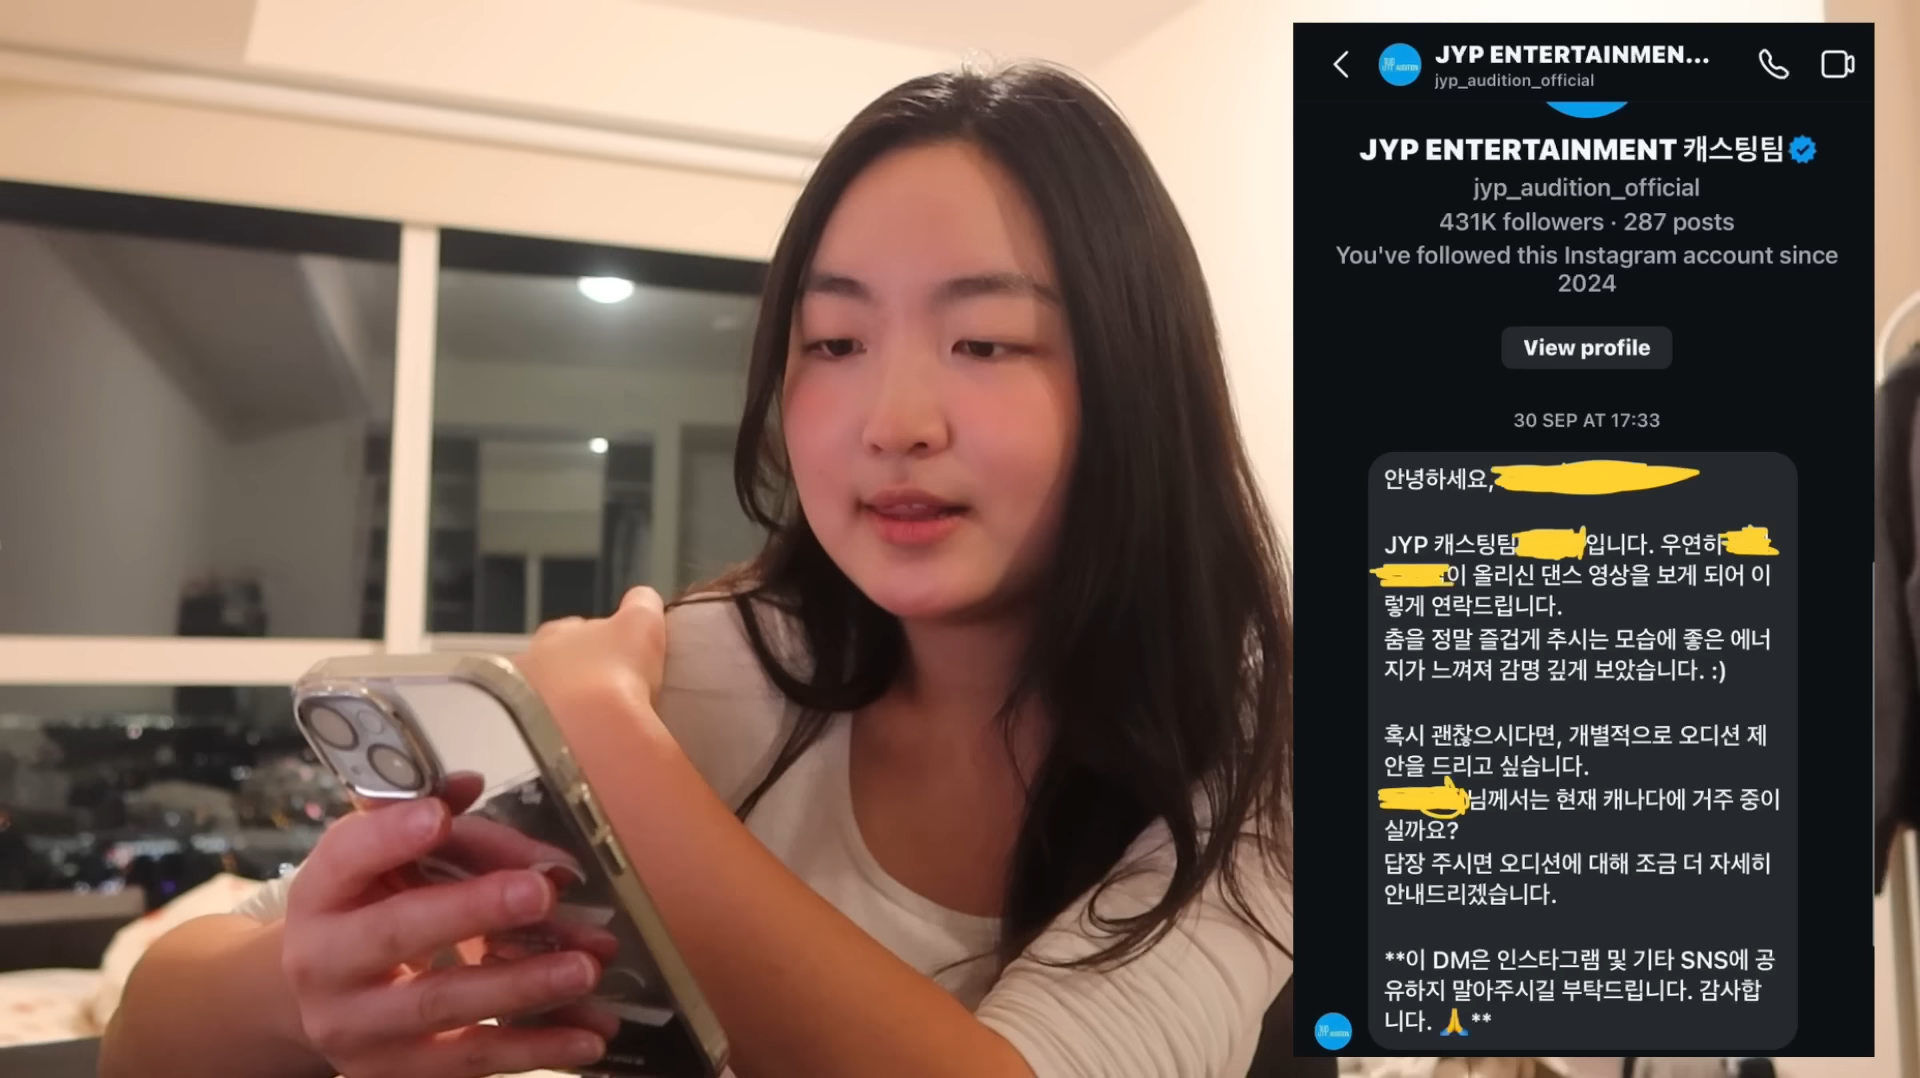 JYP ENTERTAINMEN...
jyp_audition_official
JYP ENTERTAINMENT 캐스팅팀
jyp_audition_official
431K followers · 287 posts
You've followed this Instagram account since
2024
View profile
30 SEP AT 17:33
안녕하세요,
JYP 캐스팅팀 입니다. 우연히
이 올리신 댄스 영상을 보게 되어 이
렇게 연락드립니다.
춤을 정말 즐겁게 추시는 모습에 좋은 에너
지가 느껴져 감명 깊게 보았습니다. :)
혹시 괜찮으시다면, 개별적으로 오디션 제
안을 드리고 싶습니다.
님께서는 현재 캐나다에 거주 중이
실까요?
답장 주시면 오디션에 대해 조금 더 자세히
안내드리겠습니다.
**이 DM은 인스타그램 및 기타 SNS에 공
유하지 말아주시길 부탁드립니다. 감사합
니다. 🙏**